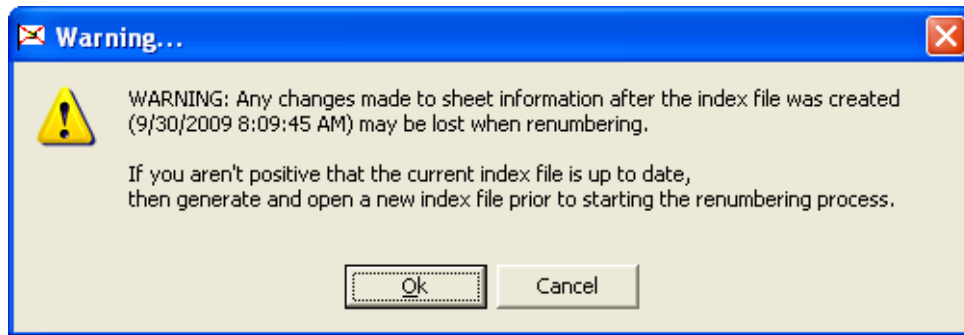 Warning...
WARNING: Any changes made to sheet information after the index file was created
(9/30/2009 8:09:45 AM) may be lost when renumbering.
If you aren't positive that the current index file is up to date,
then generate and open a new index file prior to starting the renumbering process.
Ok
Cancel